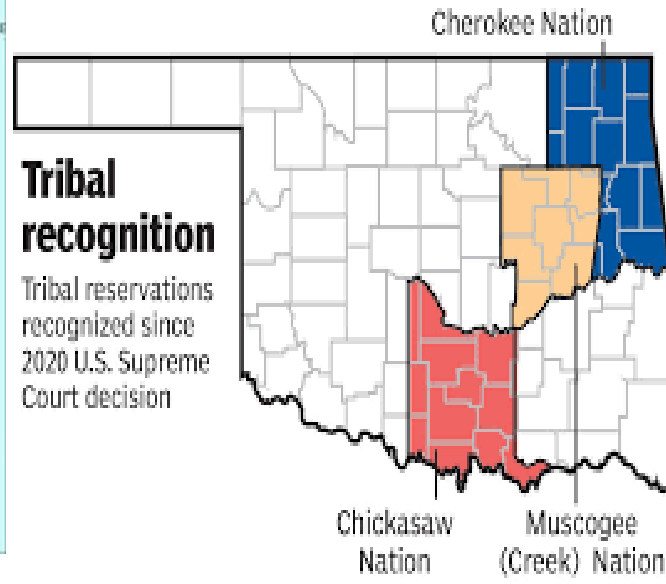 Cherokee Nation
Tribal
recognition
Tribal reservations
recognized since
2020 U.S. Supreme
Court decision
Chickasaw
Nation
Muscogee
(Creek) Nation